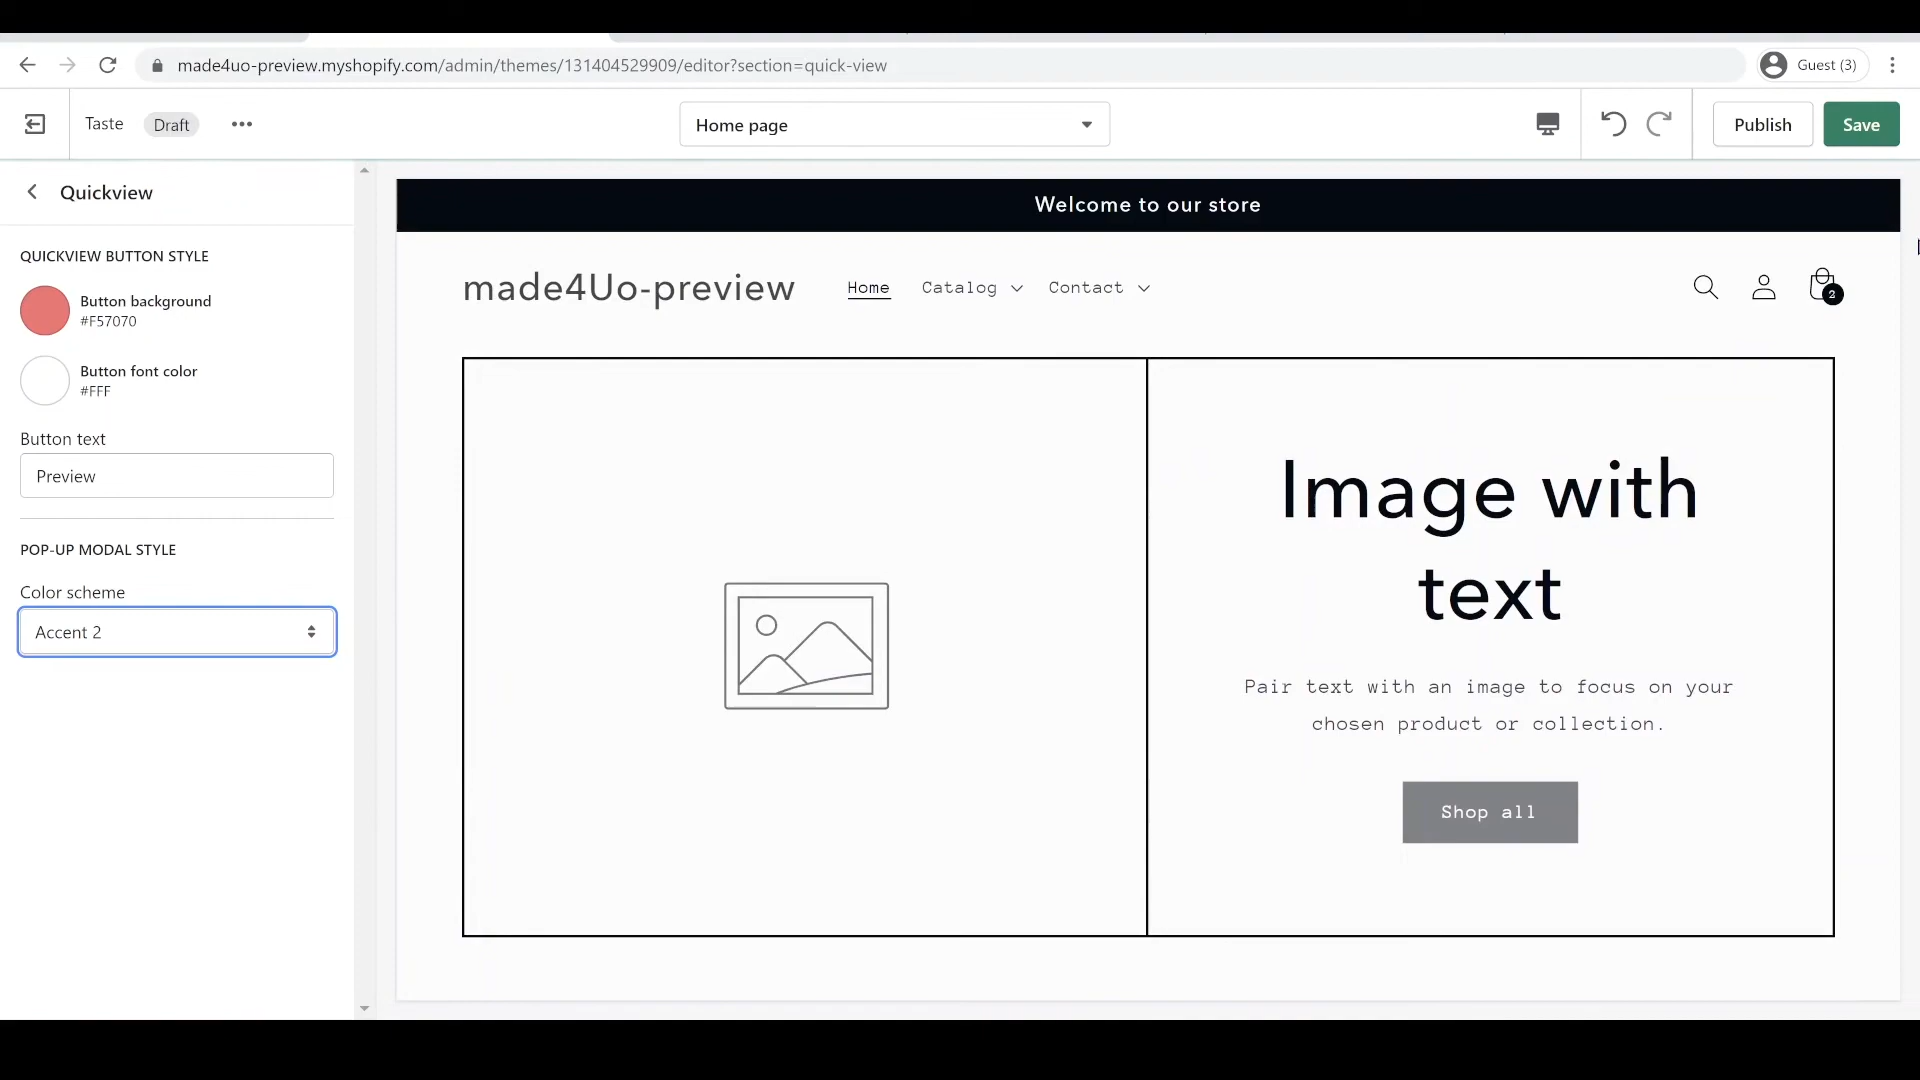 made4uo-preview.myshopify.com/admin/themes/131404529909/editor?section=quick-view
Guest (3)
Taste
Draft
Home page
Publish
Save
Quickview
QUICKVIEW BUTTON STYLE
Button background
#F57070
Button font color
#FFF
Button text
Preview
POP-UP MODAL STYLE
Color scheme
Accent 2
Welcome to our store
made4Uo-preview
Home
Catalog
Contact
2
Image with
text
Pair text with an image to focus on your
chosen product or collection.
Shop all